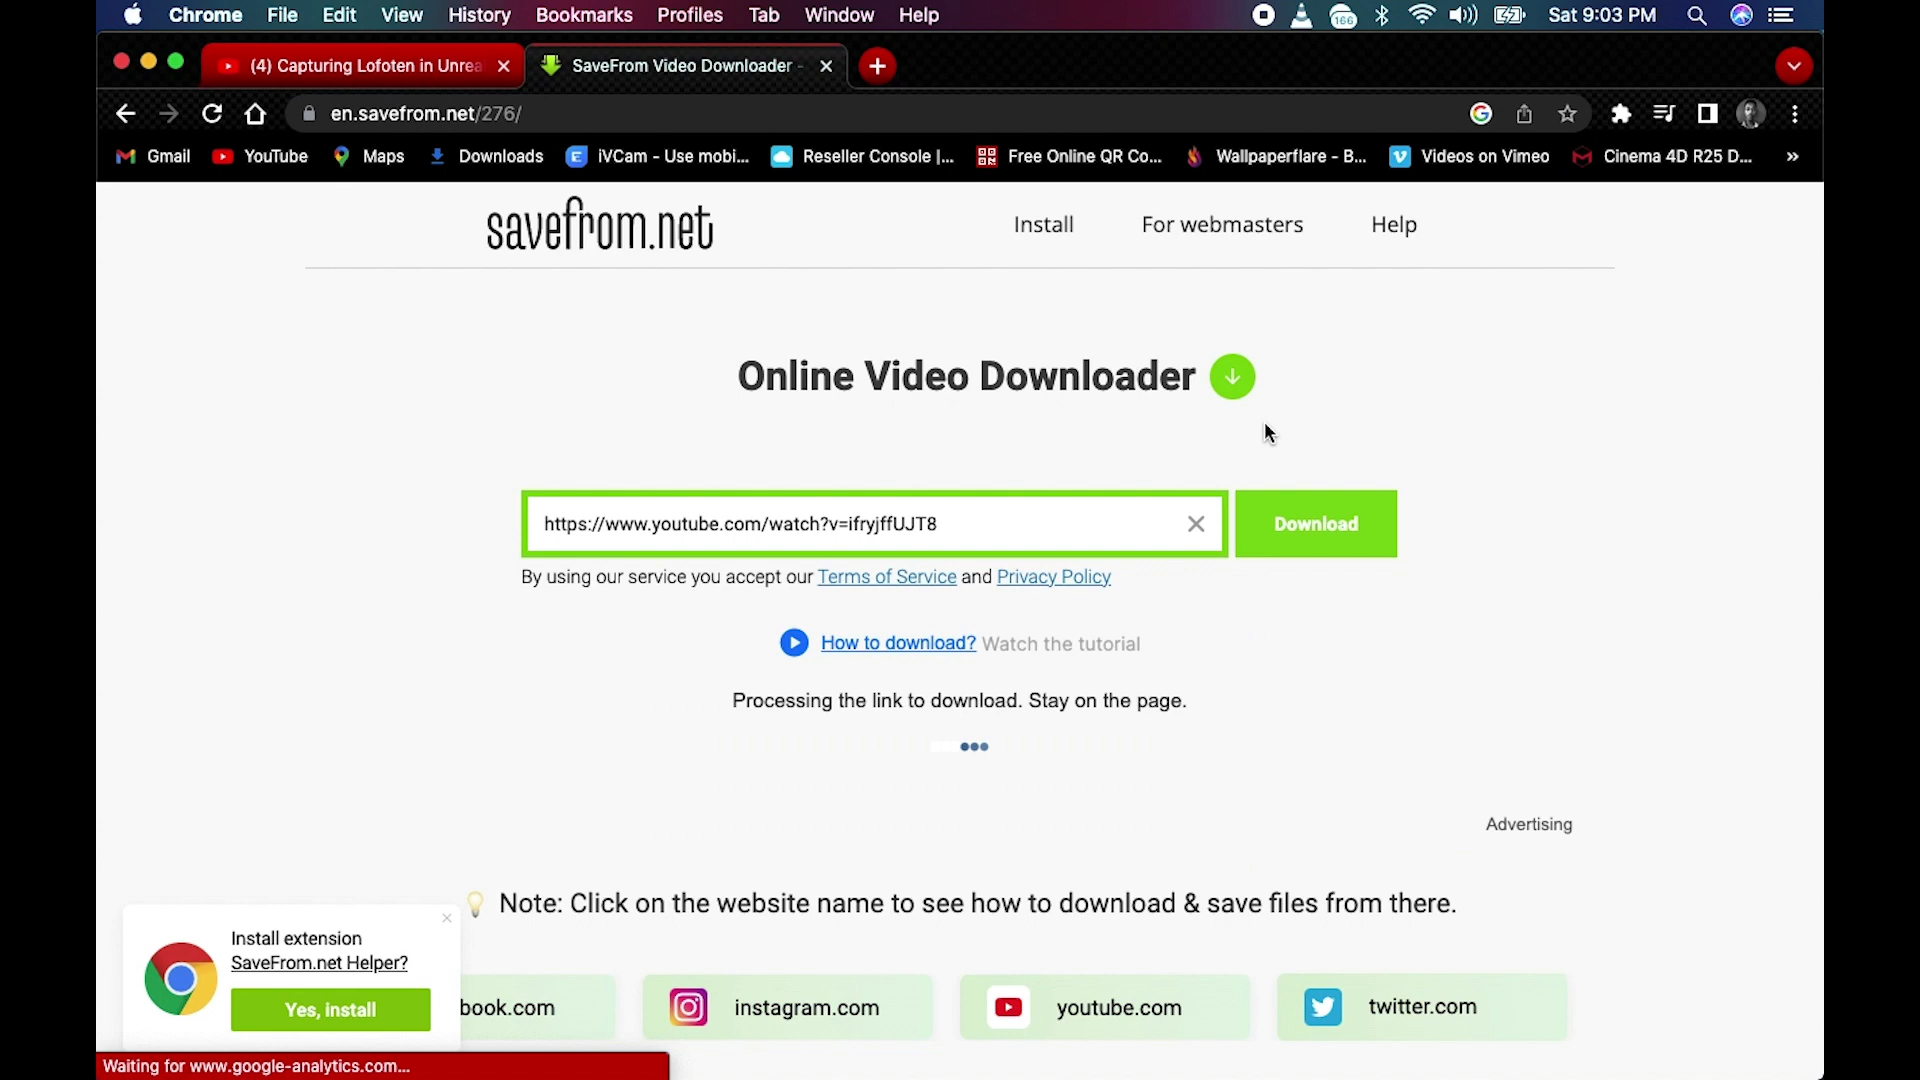 Chrome File Edit View History Bookmarks Profiles Tab Window Help 166 Sat 9:03 PM
(4) Capturing Lofoten in Unrea SaveFrom Video Downloader -
en.savefrom.net/276/
Gmail YouTube Maps Downloads iVCam - Use mobi... Reseller Console |... Free Online QR Co... Wallpaperflare - B... Videos on Vimeo Cinema 4D R25 D... »
savefrom.net Install For webmasters Help
Online Video Downloader
https://www.youtube.com/watch?v=ifryjffUJT8 Download
By using our service you accept our Terms of Service and Privacy Policy
How to download? Watch the tutorial
Processing the link to download. Stay on the page.
Advertising
Note: Click on the website name to see how to download & save files from there.
Install extension
SaveFrom.net Helper?
Yes, install
book.com instagram.com youtube.com twitter.com
Waiting for www.google-analytics.com...